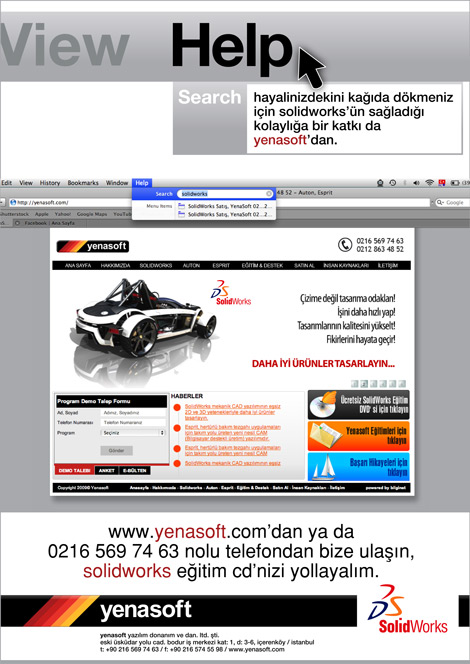 View Help
Search
hayalinizdekini kağıda dökmeniz
için solidworks'ün sağladığı
kolaylığa bir katkı da
yenasoft'dan.
Edit View History Bookmarks Window Help
Search solidworks
Menu Items SolidWorks Satış, YenaSoft 02...2...
SolidWorks Satış, YenaSoft 02...2...
48 52 – Auton, Esprit
http://yenasoft.com/
Google
Shutterstock Apple Yahoo! Google Maps YouTube
Facebook | Ana Sayfa
yenasoft
0216 569 74 63
0212 863 48 52
ANA SAYFA HAKKIMIZDA SOLIDWORKS AUTON ESPRIT EĞİTİM & DESTEK SATIN AL İNSAN KAYNAKLARI İLETİŞİM
SolidWorks
Çizime değil tasarıma odaklan!
İşini daha hızlı yap!
Tasarımlarının kalitesini yükselt!
Fikirlerini hayata geçir!
DAHA İYİ ÜRÜNLER TASARLAYIN...
Program Demo Talep Formu
Ad, Soyad Adınız, Soyadınız
Telefon Numarası Telefon Numaranız
Program Seçiniz
Gönder
DEMO TALEBİ ANKET E-BÜLTEN
HABERLER
SolidWorks mekanik CAD yazılımının eşsiz
2D ve 3D yetenekleriyle daha iyi ürünler
tasarlayın.
Esprit, hertürlü bakım tezgahı uygulamaları
için takım yolu üreten yeni nesil CAM
(Bilgisayar destekli üretim) yazılımıdır.
Esprit, hertürlü bakım tezgahı uygulamaları
için takım yolu üreten yeni nesil CAM
SolidWorks mekanik CAD yazılımının eşsiz
Ücretsiz SolidWorks Eğitim
DVD' si için tıklayın
Yenasoft Eğitimleri için
tıklayın
Başarı Hikayeleri için
tıklayın
Copyright 2009© Yenasoft
Anasayfa - Hakkımızda - Solidworks - Auton - Esprit - Eğitim & Destek - Satın Al - İnsan Kaynakları - İletişim
powered by bilginet
www.yenasoft.com'dan ya da
0216 569 74 63 nolu telefondan bize ulaşın,
solidworks eğitim cd'nizi yollayalım.
yenasoft
SolidWorks
yenasoft yazılım donanım ve dan. ltd. şti.
eski üsküdar yolu cad. bodur iş merkezi kat: 1, d: 3-6, içerenköy / istanbul
t: +90 216 569 74 63 / f: +90 216 574 55 98 / www.yenasoft.com